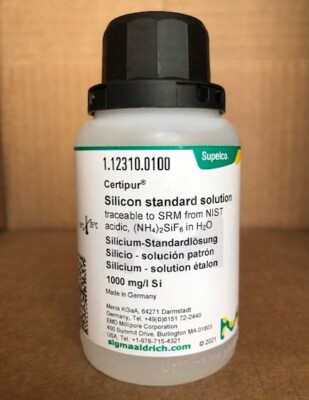 1.12310.0100
Supelco.
Certipur®
Silicon standard solution
traceable to SRM from NIST
acidic, (NH₄)₂SiF₆ in H₂O
Silicium-Standardlösung
Silicio - solución patrón
Silicium - solution étalon
1000 mg/l Si
Made in Germany
Merck KGaA, 64271 Darmstadt
Germany, Tel. +49(0)6151 72-2440
EMD Millipore Corporation
400 Summit Drive, Burlington MA 01803
USA, Tel. +1-978-715-4321
sigmaaldrich.com
© 2021